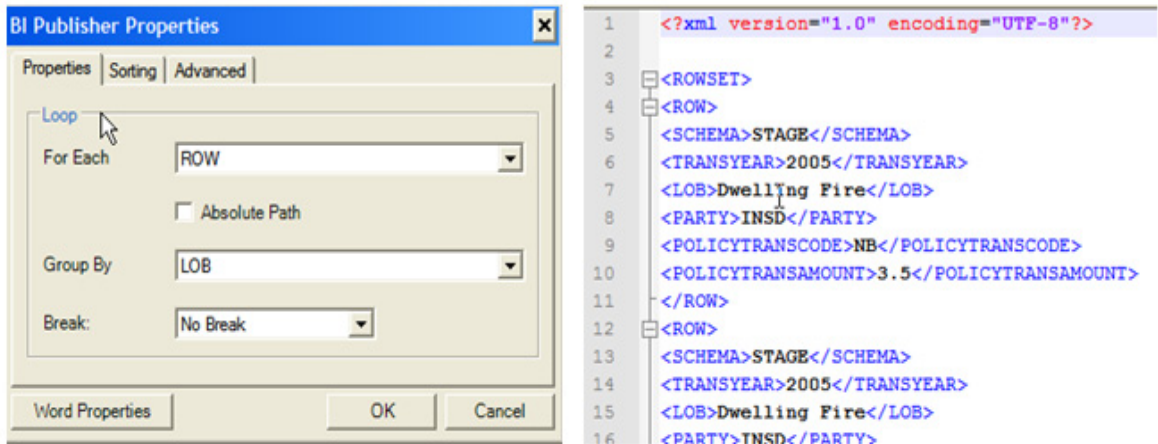 BI Publisher Properties
Properties Sorting Advanced
Loop
For Each ROW
Absolute Path
Group By LOB
Break: No Break
Word Properties OK Cancel
1 <?xml version="1.0" encoding="UTF-8"?>
2
3 <ROWSET>
4 <ROW>
5 <SCHEMA>STAGE</SCHEMA>
6 <TRANSYEAR>2005</TRANSYEAR>
7 <LOB>Dwelling Fire</LOB>
8 <PARTY>INSD</PARTY>
9 <POLICYTRANSCODE>NB</POLICYTRANSCODE>
10 <POLICYTRANSAMOUNT>3.5</POLICYTRANSAMOUNT>
11 </ROW>
12 <ROW>
13 <SCHEMA>STAGE</SCHEMA>
14 <TRANSYEAR>2005</TRANSYEAR>
15 <LOB>Dwelling Fire</LOB>
16 <PARTY>INSD</PARTY>